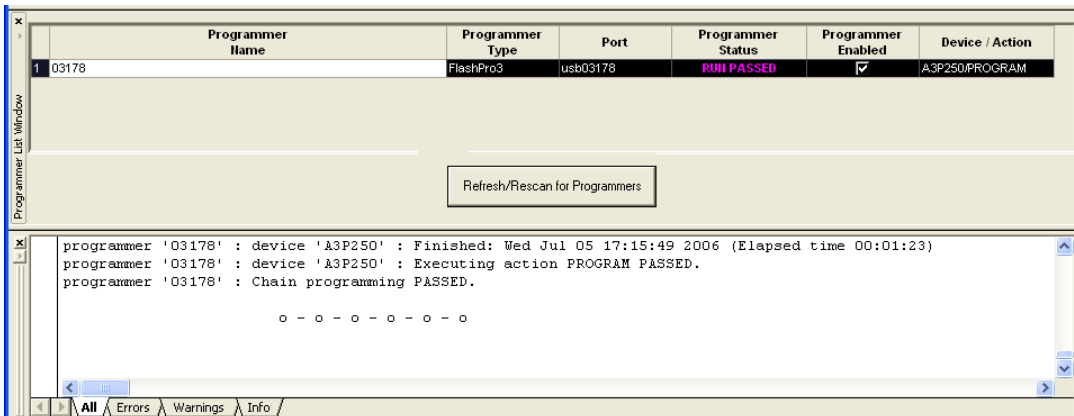 Programmer Name Programmer Type Port Programmer Status Programmer Enabled Device / Action
1 03178 FlashPro3 usb03178 RUN PASSED A3P250/PROGRAM
Programmer List Window
Refresh/Rescan for Programmers
programmer '03178' : device 'A3P250' : Finished: Wed Jul 05 17:15:49 2006 (Elapsed time 00:01:23)
programmer '03178' : device 'A3P250' : Executing action PROGRAM PASSED.
programmer '03178' : Chain programming PASSED.
o - o - o - o - o - o
All Errors Warnings Info